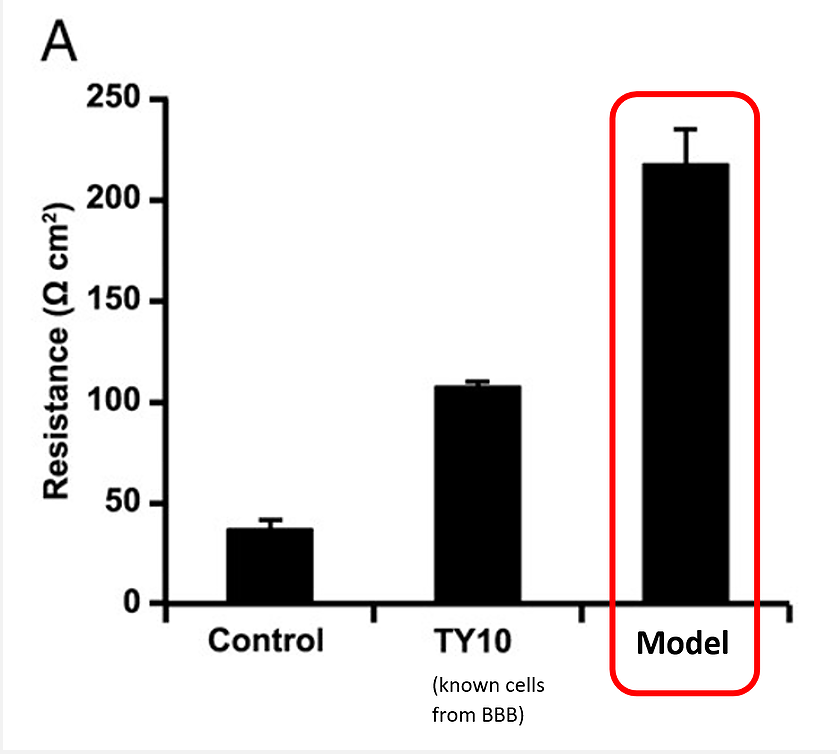 A
250
200
150
100
50
0
Resistance (Ω cm²)
Control
TY10
Model
(known cells
from BBB)